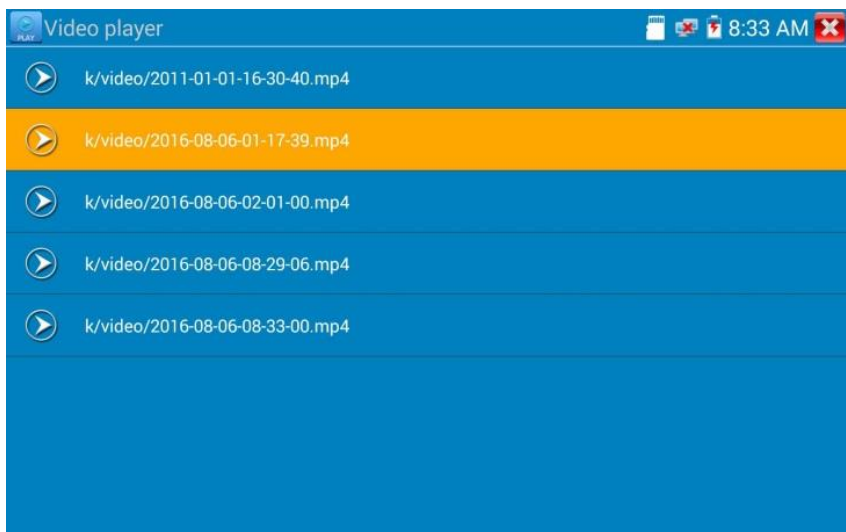 PLAY
Video player
8:33 AM
k/video/2011-01-01-16-30-40.mp4
k/video/2016-08-06-01-17-39.mp4
k/video/2016-08-06-02-01-00.mp4
k/video/2016-08-06-08-29-06.mp4
k/video/2016-08-06-08-33-00.mp4